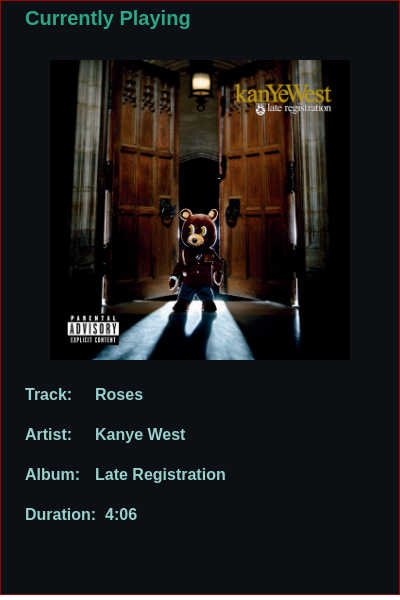 Currently Playing
kanYeWest
late registration
PARENTAL
ADVISORY
EXPLICIT CONTENT
Track: Roses
Artist: Kanye West
Album: Late Registration
Duration: 4:06